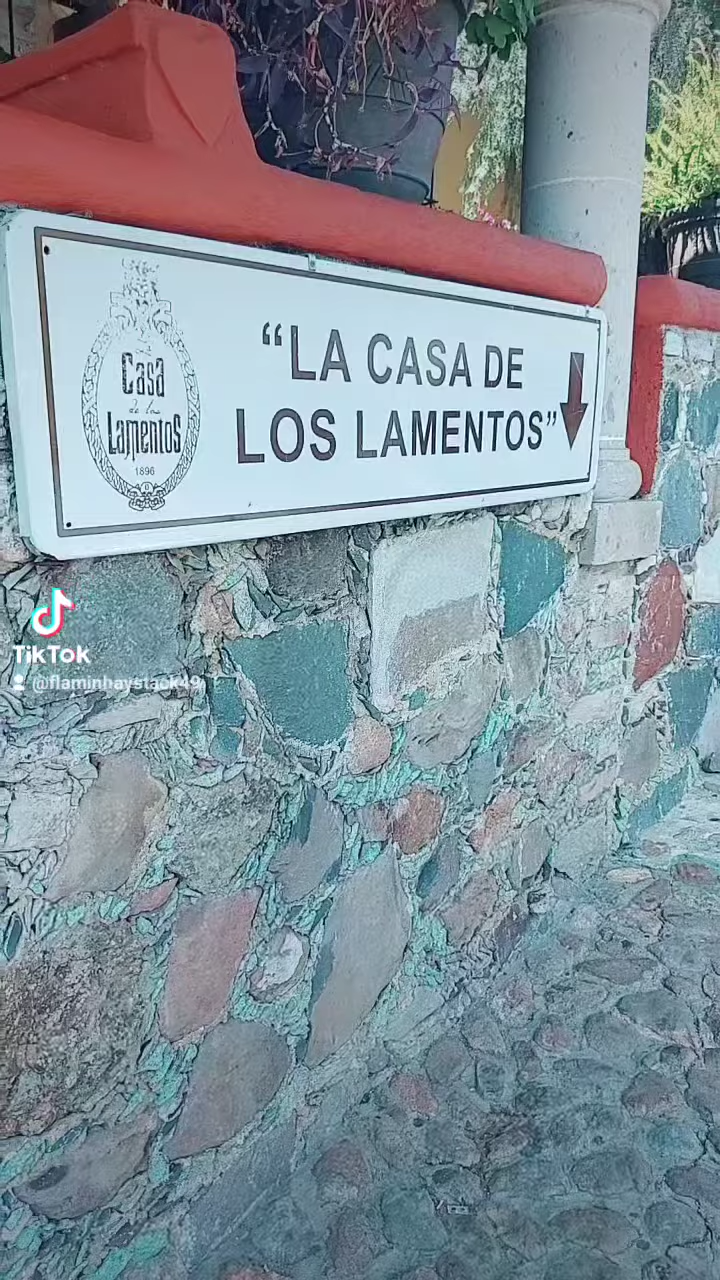 Casa
de los
Lamentos
1896
“LA CASA DE
LOS LAMENTOS”
TikTok
@flaminhaystack49